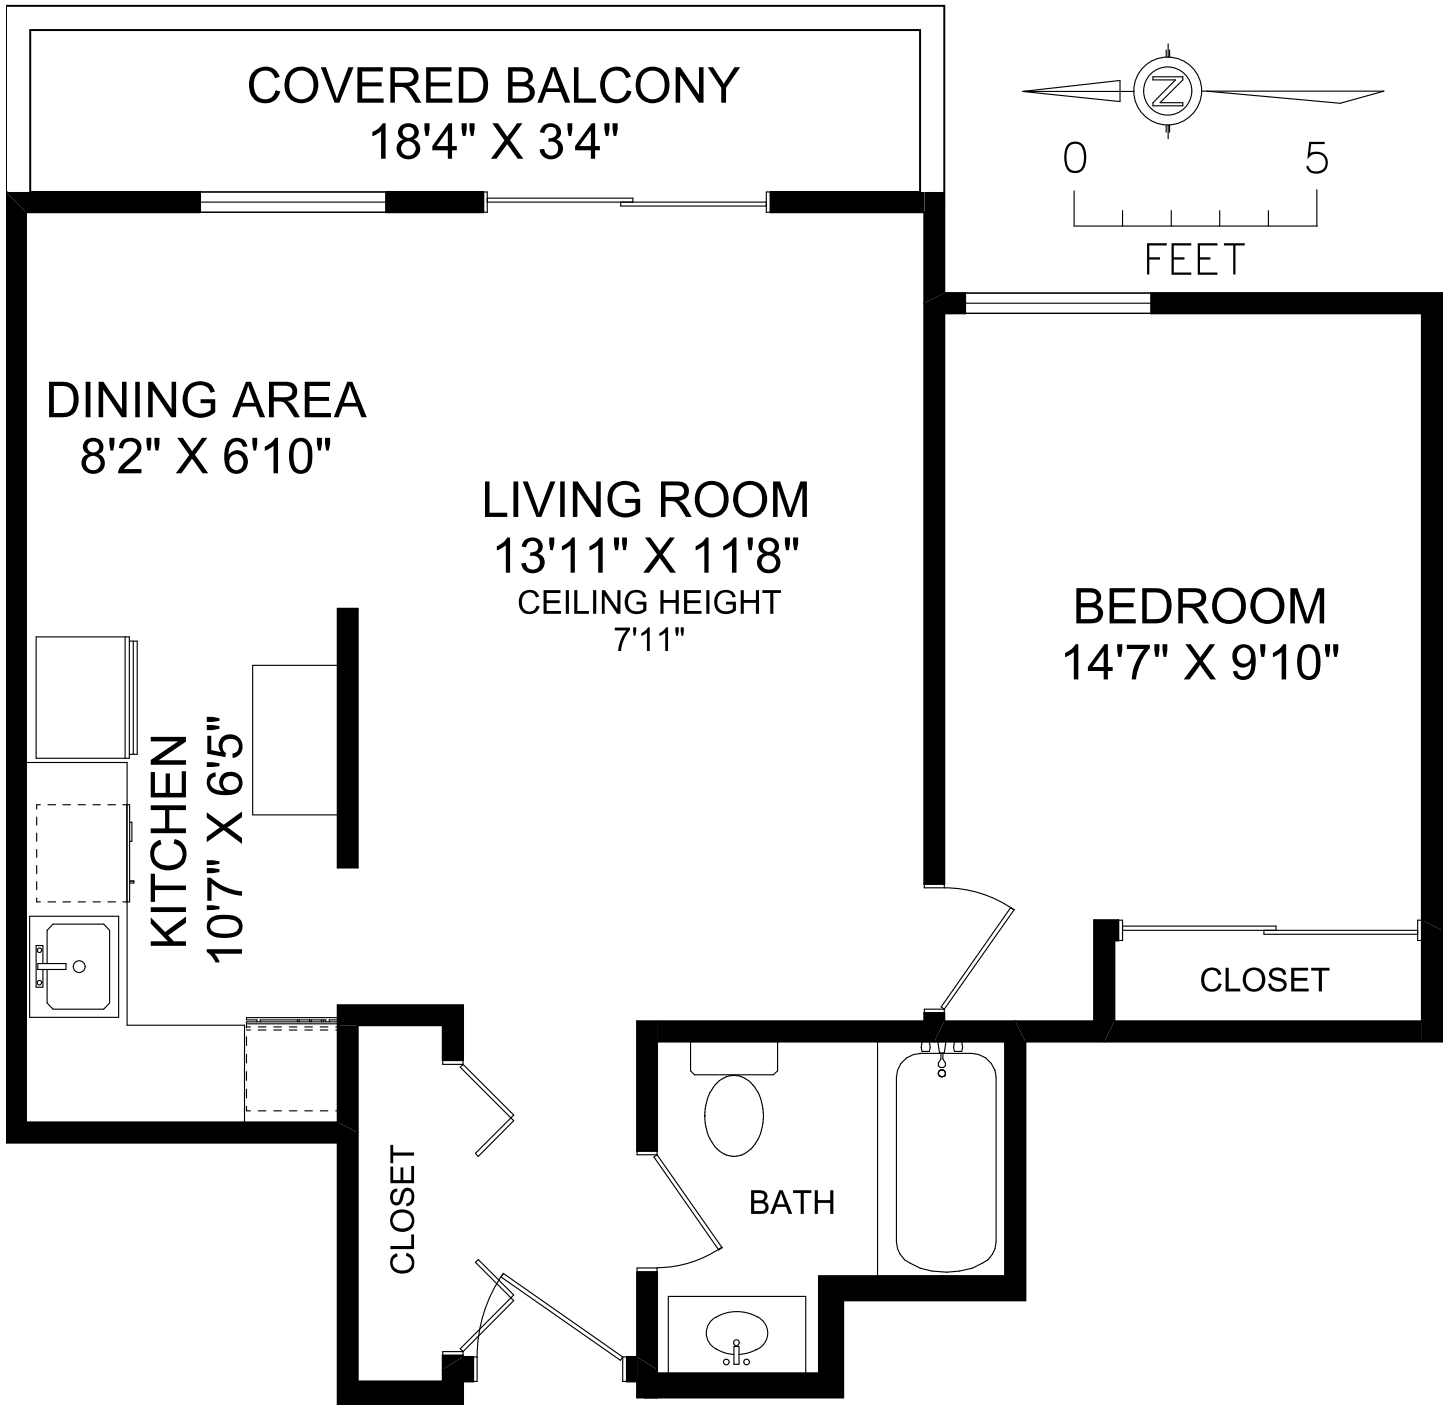 COVERED BALCONY
18'4" X 3'4"
N
0 5
FEET
DINING AREA
8'2" X 6'10"
LIVING ROOM
13'11" X 11'8"
CEILING HEIGHT
7'11"
BEDROOM
14'7" X 9'10"
KITCHEN
10'7" X 6'5"
CLOSET
CLOSET
BATH